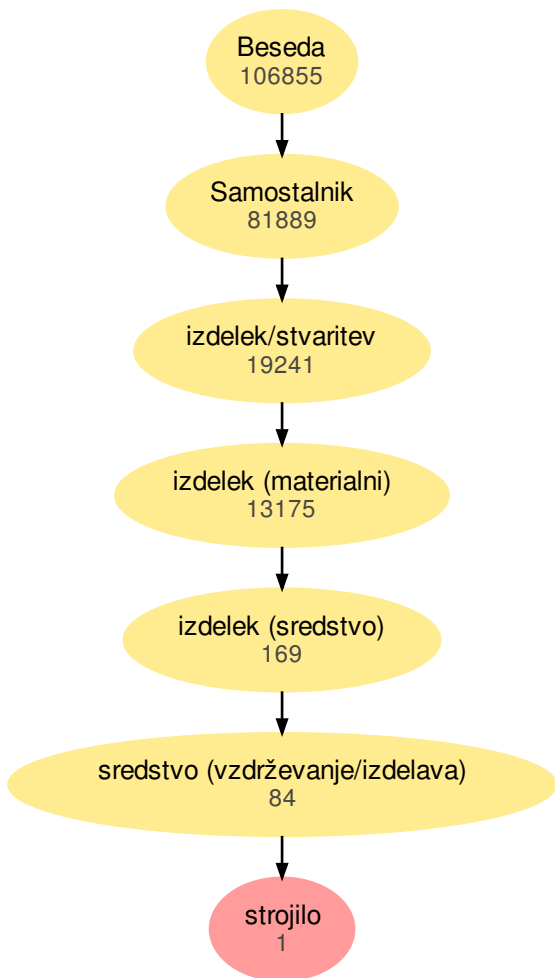 Beseda
106855
Samostalnik
81889
izdelek/stvaritev
19241
izdelek (materialni)
13175
izdelek (sredstvo)
169
sredstvo (vzdrževanje/izdelava)
84
strojilo
1